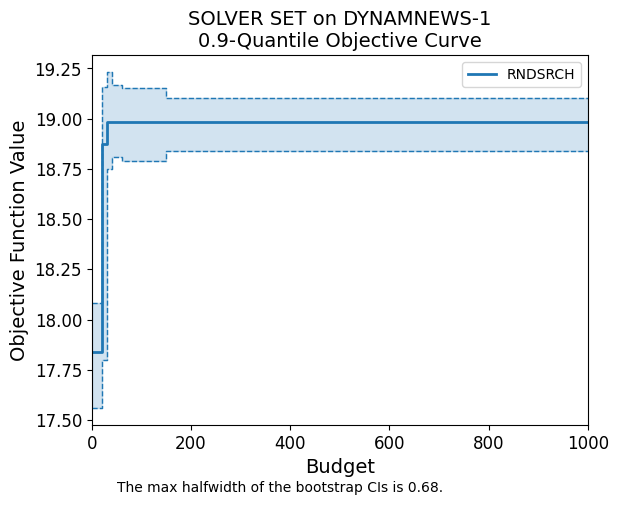 SOLVER SET on DYNAMNEWS-1
0.9-Quantile Objective Curve
19.25
19.00
18.75
18.50
18.25
18.00
17.75
17.50
Objective Function Value
RNDSRCH
0 200 400 600 800 1000
Budget
The max halfwidth of the bootstrap CIs is 0.68.